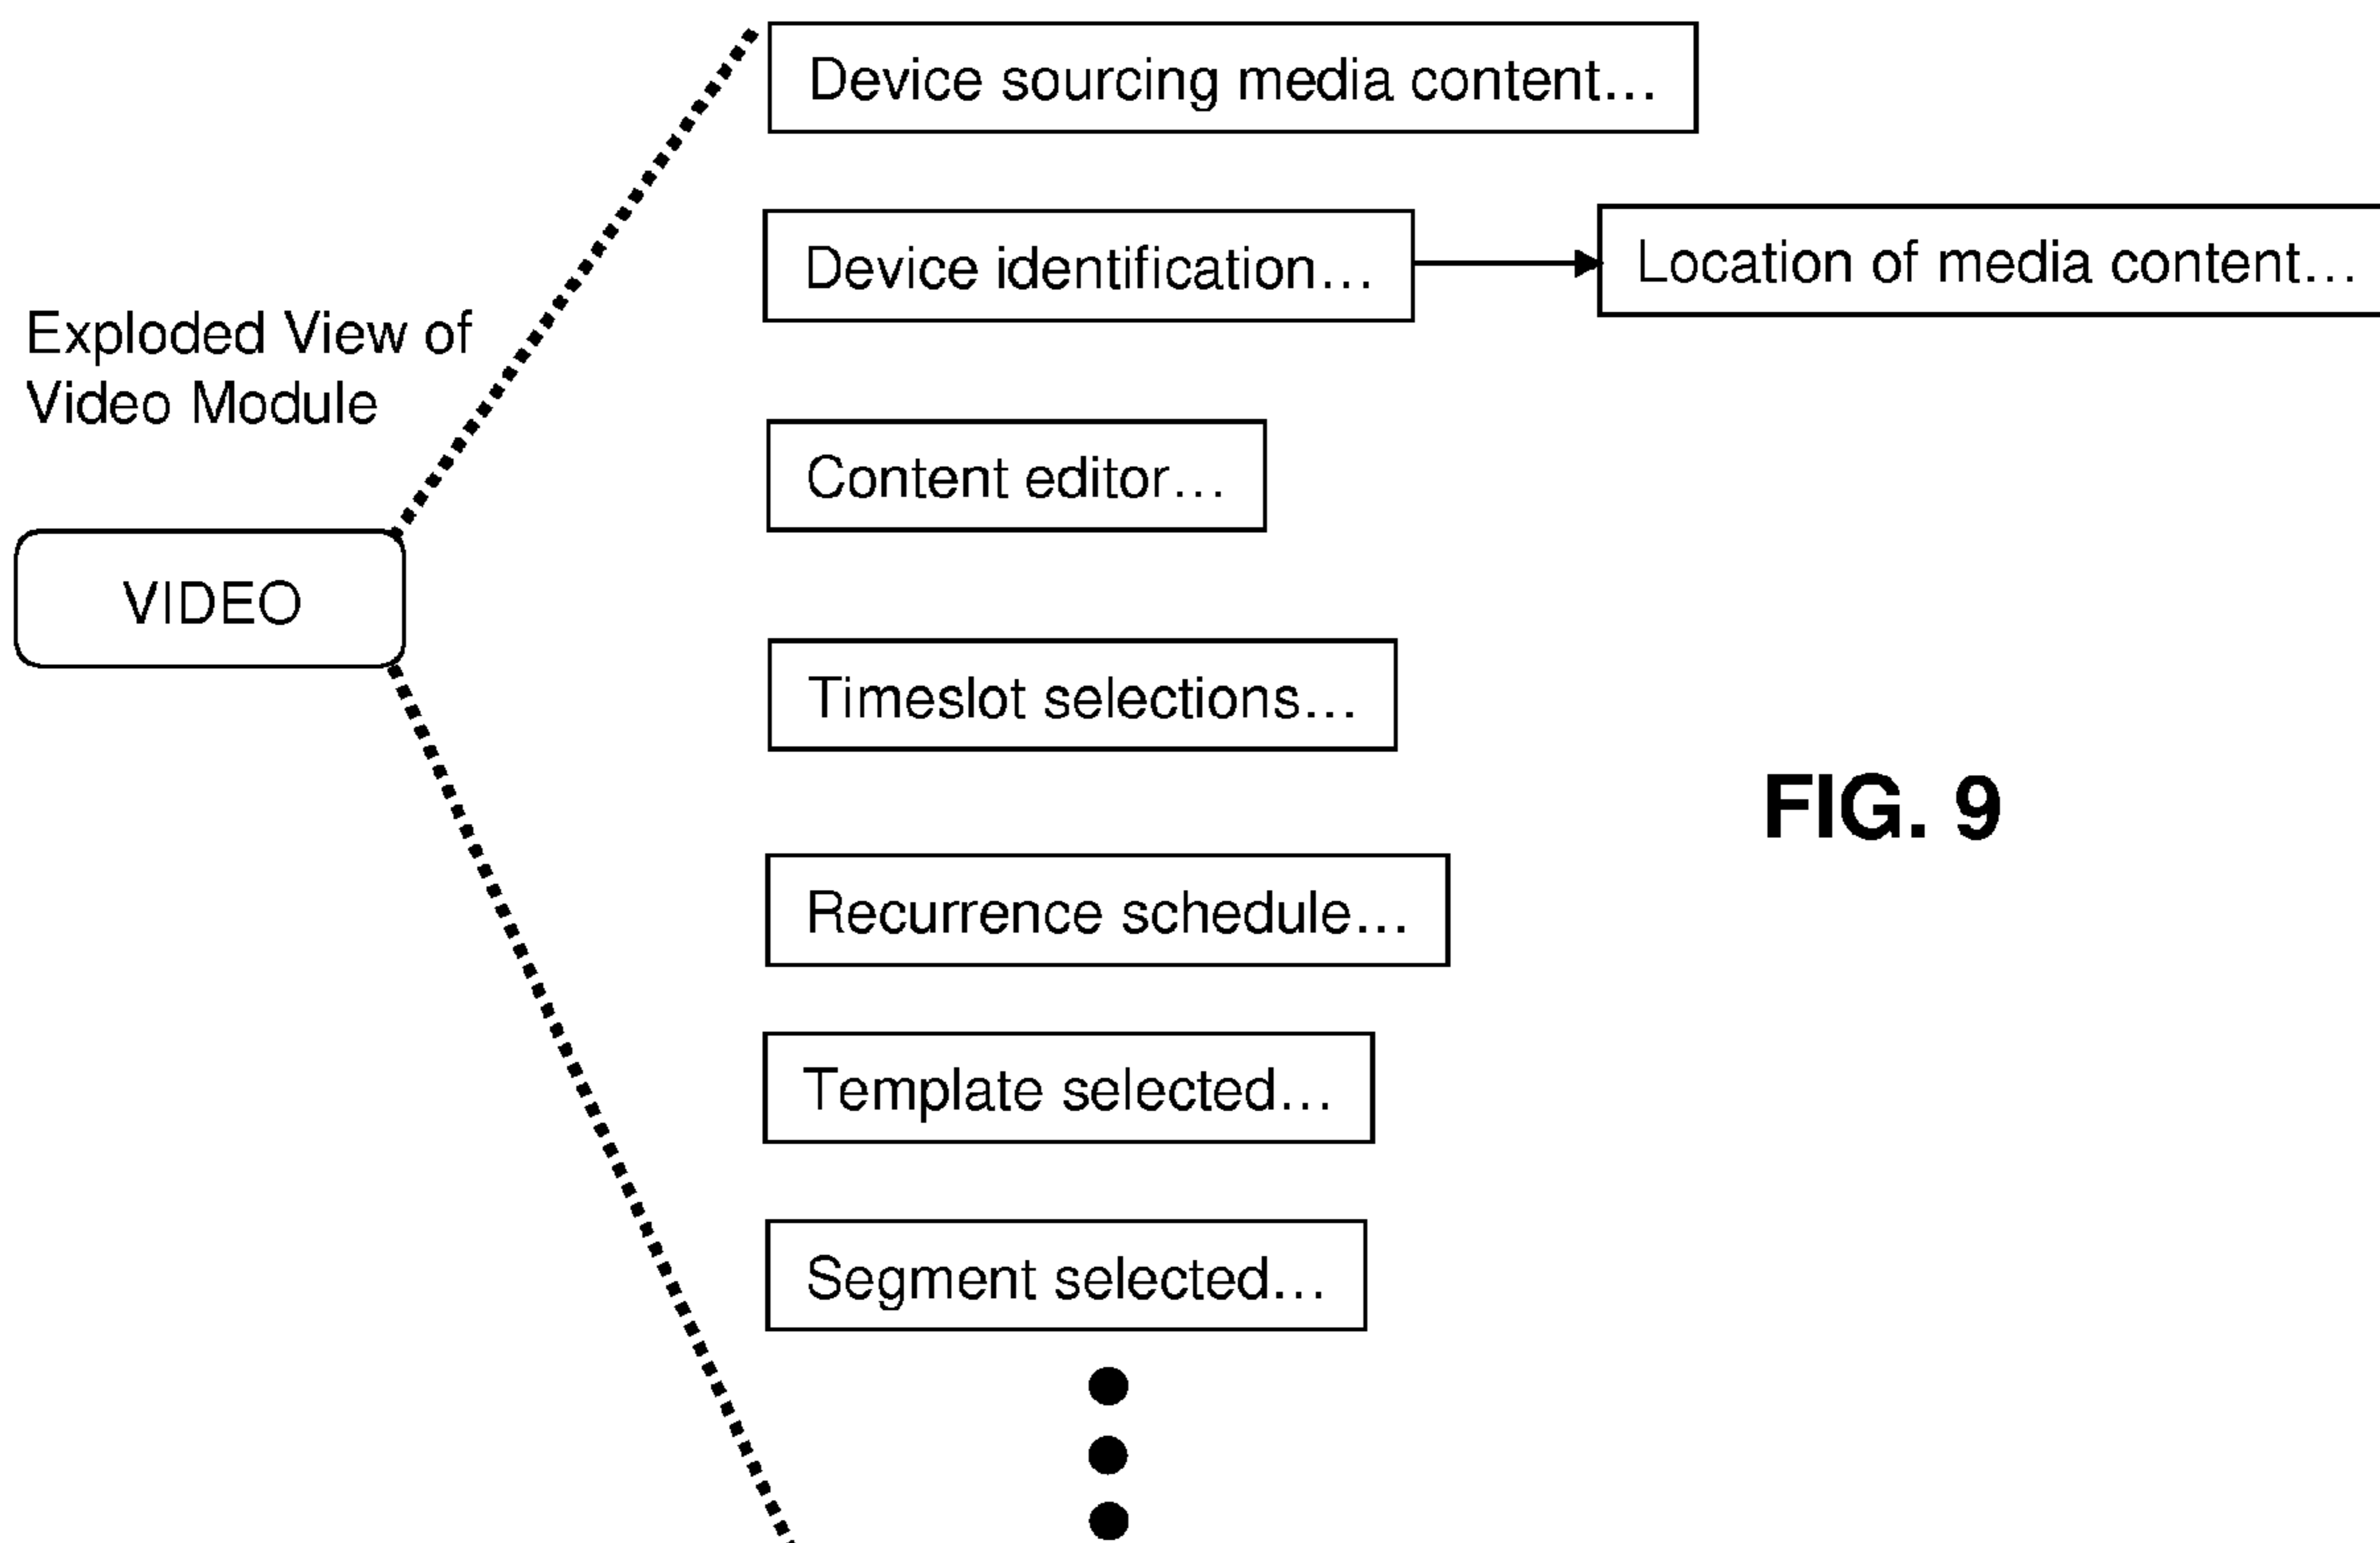 Device sourcing media content...
Device identification...
Location of media content...
Exploded View of
Video Module
Content editor...
VIDEO
Timeslot selections...
FIG. 9
Recurrence schedule...
Template selected...
Segment selected...